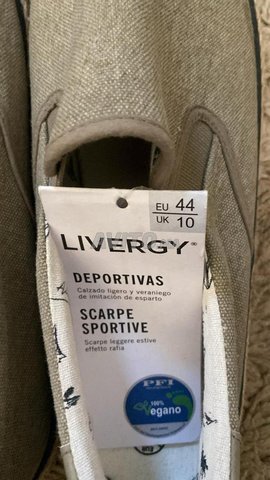 EU 44
UK 10
LIVERGY®
DEPORTIVAS
Calzado ligero y veraniego
de imitación de esparto
SCARPE
SPORTIVE
Scarpe leggere estive
effetto rafia
PFI
100%
Vegano